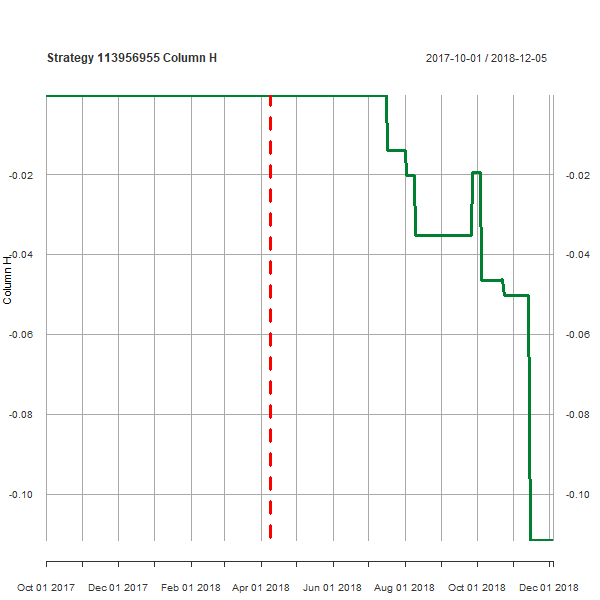 Strategy 113956955 Column H
2017-10-01 / 2018-12-05
-0.02
-0.02
-0.04
-0.04
Column H
-0.06
-0.06
-0.08
-0.08
-0.10
-0.10
Oct 01 2017
Dec 01 2017
Feb 01 2018
Apr 01 2018
Jun 01 2018
Aug 01 2018
Oct 01 2018
Dec 01 2018